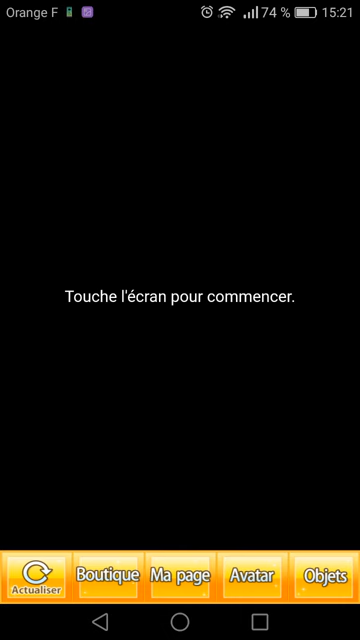 Orange F 74 % 15:21
Touche l'écran pour commencer.
Actualiser Boutique Ma page Avatar Objets